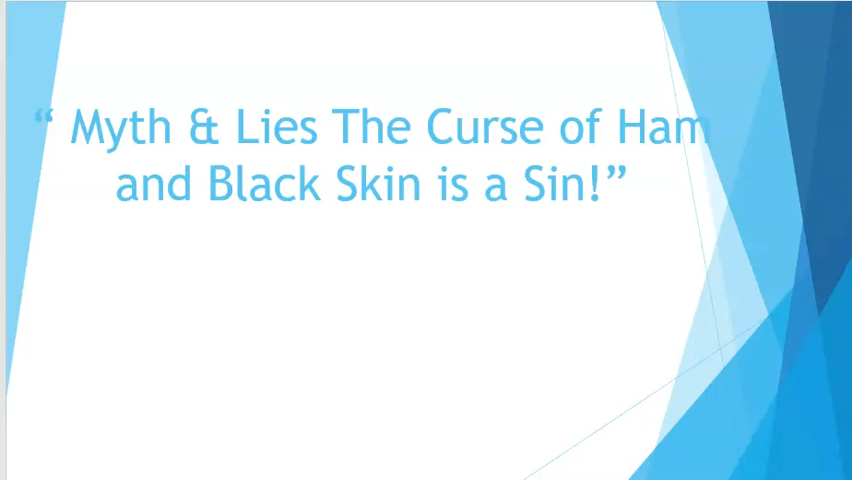 “ Myth & Lies The Curse of Ham
and Black Skin is a Sin!”